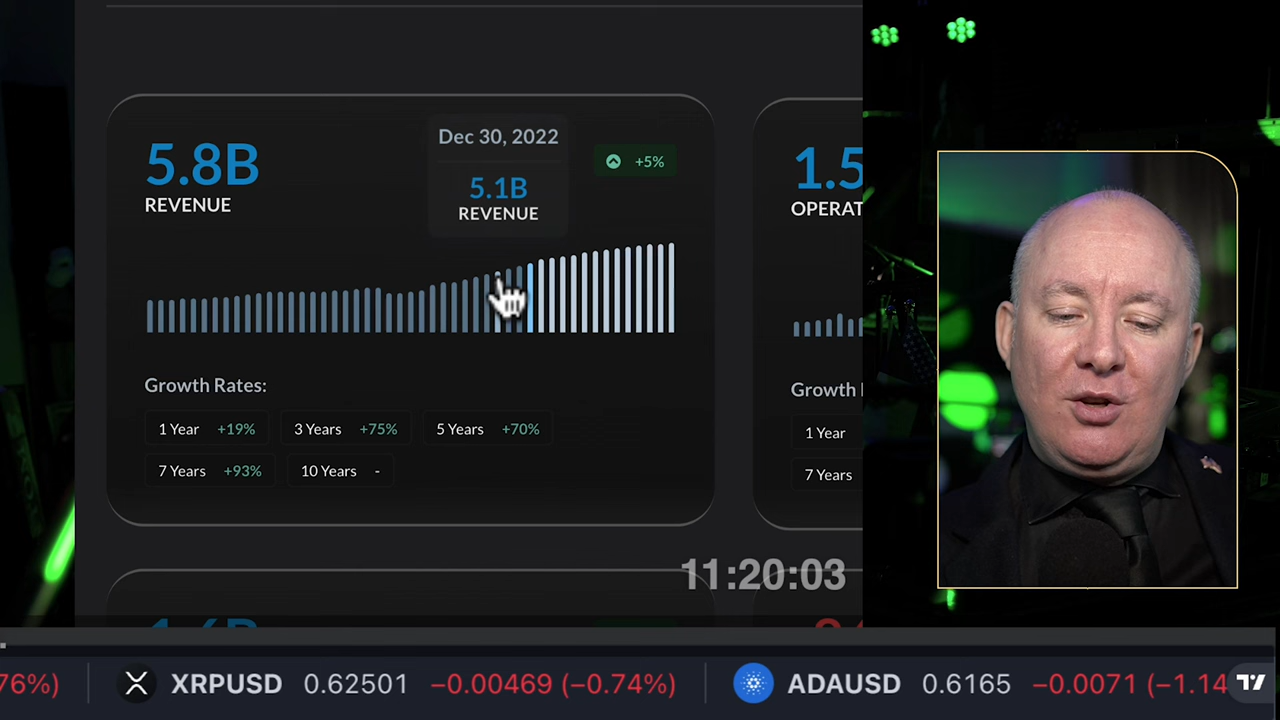 5.8B
REVENUE
Dec 30, 2022
5.1B
REVENUE
+5%
Growth Rates:
1 Year +19%
3 Years +75%
5 Years +70%
7 Years +93%
10 Years -
1.5
OPERAT
Growth
1 Year
7 Years
11:20:03
76%)
XRPUSD 0.62501 −0.00469 (−0.74%)
ADAUSD 0.6165 −0.0071 (−1.14